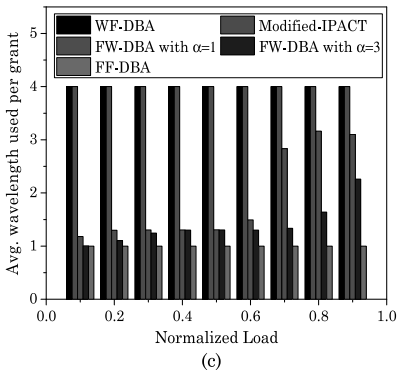 WF-DBA Modified-IPACT
FW-DBA with α=1 FW-DBA with α=3
FF-DBA
Avg. wavelength used per grant
5
4
3
2
1
0
0.0 0.2 0.4 0.6 0.8 1.0
Normalized Load
(c)